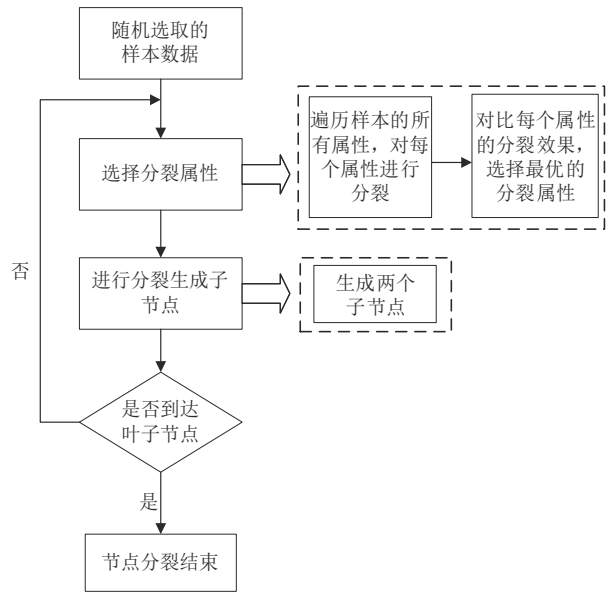 随机选取的
样本数据
选择分裂属性
遍历样本的所
有属性，对每
个属性进行
分裂
对比每个属性
的分裂效果，
选择最优的
分裂属性
否
进行分裂生成子
节点
生成两个
子节点
是否到达
叶子节点
是
节点分裂结束